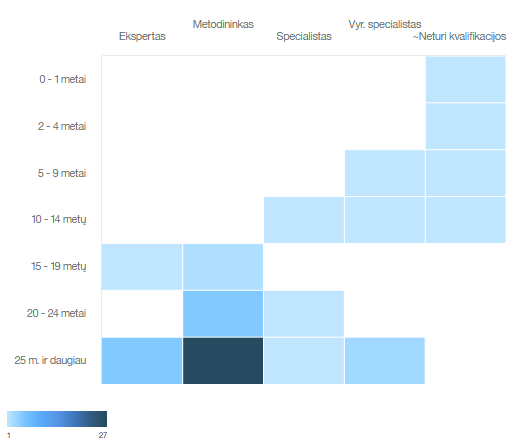 Ekspertas
Metodininkas
Specialistas
Vyr. specialistas
~Neturi kvalifikacijos
0 - 1 metai
2 - 4 metai
5 - 9 metai
10 - 14 metų
15 - 19 metų
20 - 24 metai
25 m. ir daugiau
1
27